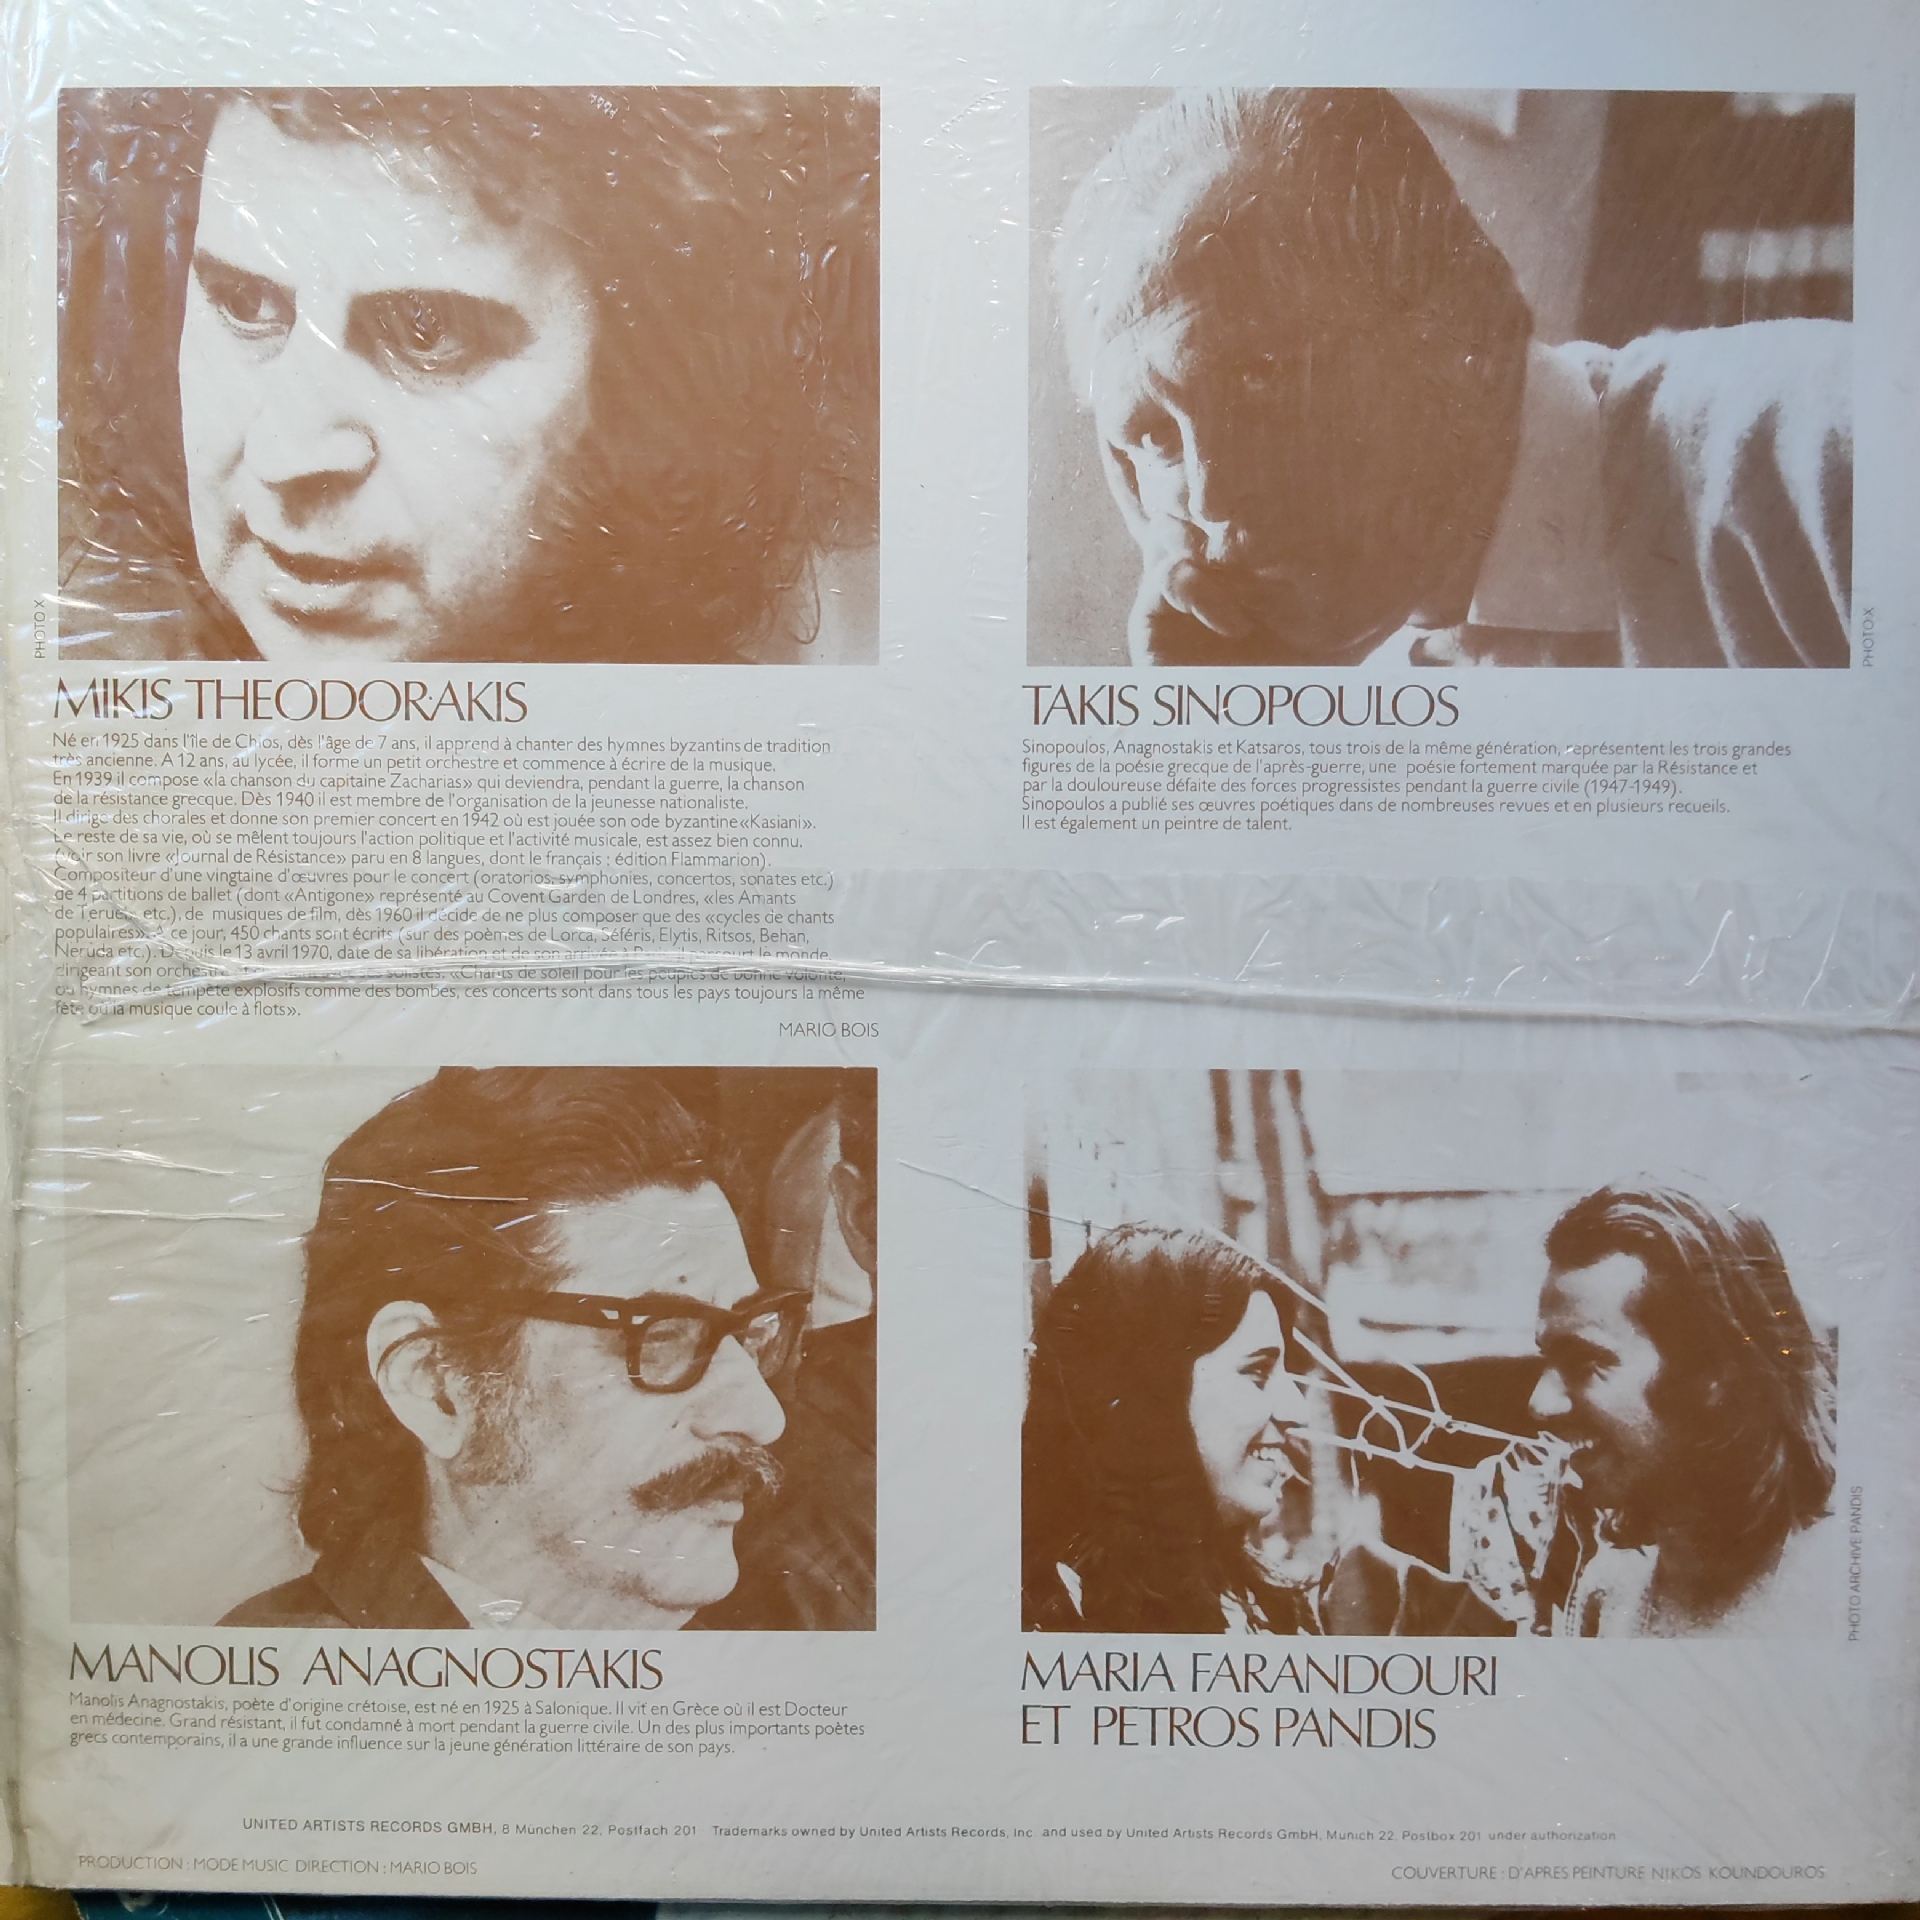 PHOTO X
MIKIS THEODORAKIS
Né en 1925 dans l'île de Chios, dès l'âge de 7 ans, il apprend à chanter des hymnes byzantins de tradition
très ancienne. A 12 ans, au lycée, il forme un petit orchestre et commence à écrire de la musique.
En 1939 il compose «la chanson du capitaine Zacharias» qui deviendra, pendant la guerre, la chanson
de la résistance grecque. Dès 1940 il est membre de l'organisation de la jeunesse nationaliste.
Il dirige des chorales et donne son premier concert en 1942 où est jouée son ode byzantine «Kasiani».
Le reste de sa vie, où se mêlent toujours l'action politique et l'activité musicale, est assez bien connu.
(voir son livre «Journal de Résistance» paru en 8 langues, dont le français : édition Flammarion).
Compositeur d'une vingtaine d'œuvres pour le concert (oratorios, symphonies, concertos, sonates etc.)
de 4 partitions de ballet (dont «Antigone» représenté au Covent Garden de Londres, «les Amants
de Teruel» etc.), de musiques de film, dès 1960 il décide de ne plus composer que des «cycles de chants
populaires». A ce jour, 450 chants sont écrits (sur des poèmes de Lorca, Séféris, Elytis, Ritsos, Behan,
Neruda etc.). Depuis le 13 avril 1970, date de sa libération et de son arrivée à Paris, il parcourt le monde,
dirigeant son orchestre solistes. «Chants de soleil pour les peuples de bonne volonté,
ou hymnes de tempête explosifs comme des bombes, ces concerts sont dans tous les pays toujours la même
fête où la musique coule à flots».
MARIO BOIS
PHOTO X
TAKIS SINOPOULOS
Sinopoulos, Anagnostakis et Katsaros, tous trois de la même génération, représentent les trois grandes
figures de la poésie grecque de l'après-guerre, une poésie fortement marquée par la Résistance et
par la douloureuse défaite des forces progressistes pendant la guerre civile (1947-1949).
Sinopoulos a publié ses œuvres poétiques dans de nombreuses revues et en plusieurs recueils.
Il est également un peintre de talent.
MANOLIS ANAGNOSTAKIS
Manolis Anagnostakis, poète d'origine crétoise, est né en 1925 à Salonique. Il vit en Grèce où il est Docteur
en médecine. Grand résistant, il fut condamné à mort pendant la guerre civile. Un des plus importants poètes
grecs contemporains, il a une grande influence sur la jeune génération littéraire de son pays.
PHOTO ARCHIVE PANDIS
MARIA FARANDOURI
ET PETROS PANDIS
UNITED ARTISTS RECORDS GMBH, 8 München 22, Postfach 201 Trademarks owned by United Artists Records, Inc. and used by United Artists Records GmbH, Munich 22, Postbox 201 under authorization
PRODUCTION : MODE MUSIC DIRECTION : MARIO BOIS
COUVERTURE : D'APRES PEINTURE NIKOS KOUNDOUROS